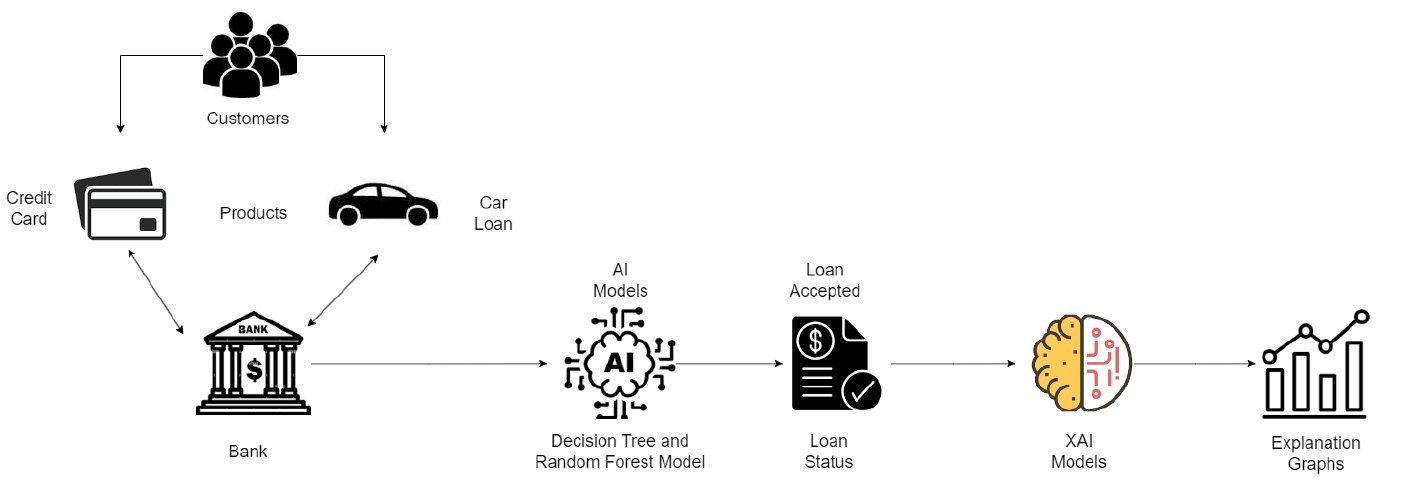 Customers
Credit
Card
Products
Car
Loan
BANK
$
Bank
AI
Models
AI
Decision Tree and
Random Forest Model
Loan
Accepted
$
Loan
Status
XAI
Models
Explanation
Graphs